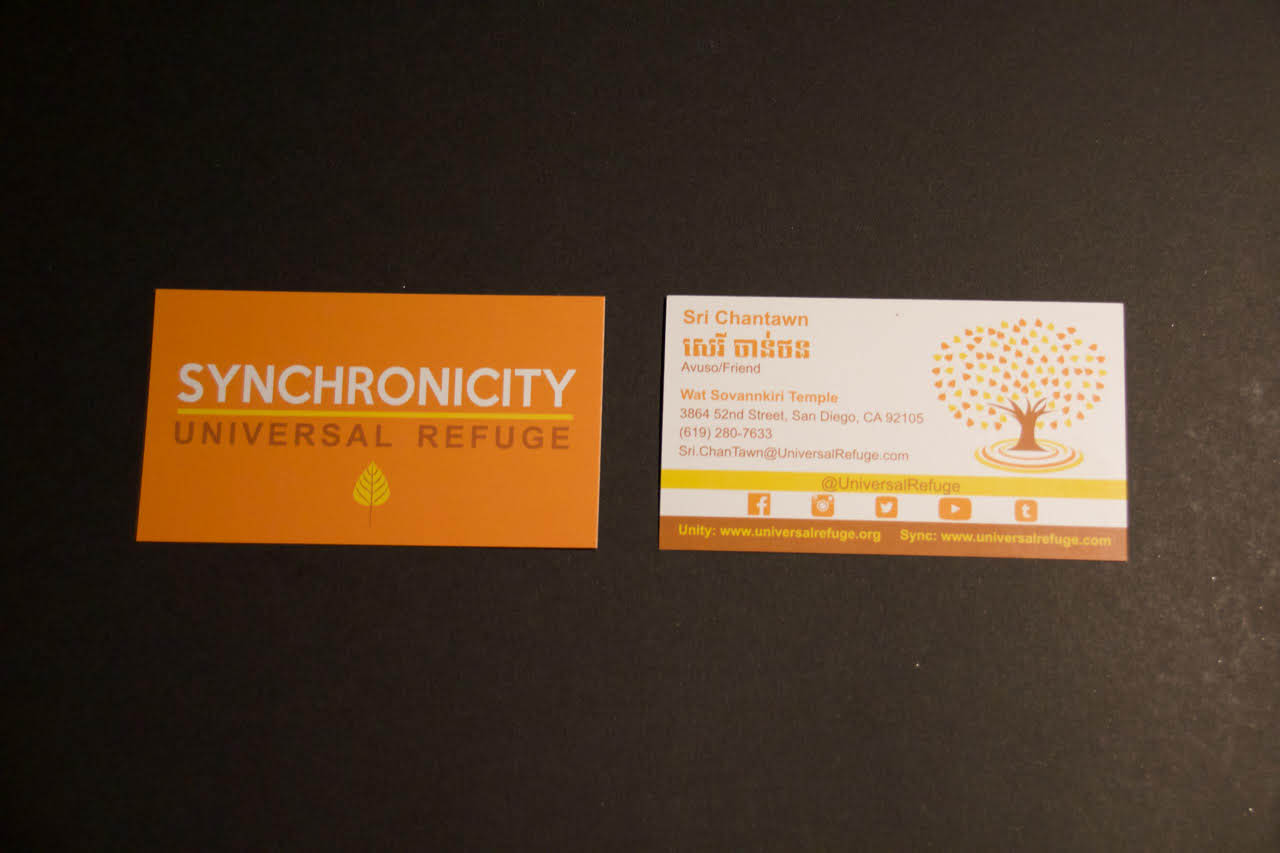 SYNCHRONICITY
UNIVERSAL REFUGE
Sri Chantawn
សេរី ចាន់ថន
Avuso/Friend
Wat Sovannkiri Temple
3864 52nd Street, San Diego, CA 92105
(619) 280-7633
Sri.ChanTawn@UniversalRefuge.com
@UniversalRefuge
Unity: www.universalrefuge.org Sync: www.universalrefuge.com